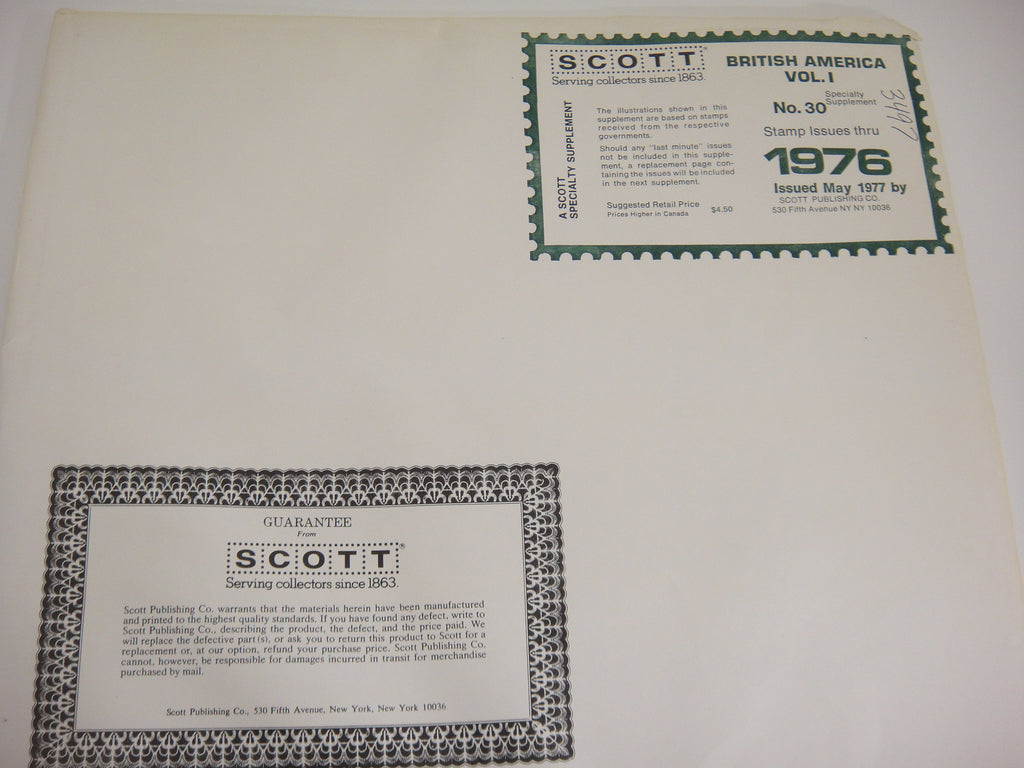 SCOTT®
Serving collectors since 1863.
A SCOTT
SPECIALTY SUPPLEMENT
The illustrations shown in this
supplement are based on stamps
received from the respective
governments.
Should any "last minute" issues
not be included in this supple-
ment, a replacement page con-
taining the issues will be included
in the next supplement.
Suggested Retail Price
Prices Higher in Canada $4.50
BRITISH AMERICA
VOL. I
No. 30 Specialty
Supplement
3497
Stamp Issues thru
1976
Issued May 1977 by
SCOTT PUBLISHING CO.
530 Fifth Avenue NY NY 10036
GUARANTEE
From
SCOTT®
Serving collectors since 1863.
Scott Publishing Co. warrants that the materials herein have been manufactured
and printed to the highest quality standards. If you have found any defect, write to
Scott Publishing Co., describing the product, the defect, and the price paid. We
will replace the defective part(s), or ask you to return this product to Scott for a
replacement or, at our option, refund your purchase price. Scott Publishing Co.
cannot, however, be responsible for damages incurred in transit for merchandise
purchased by mail.
Scott Publishing Co., 530 Fifth Avenue, New York, New York 10036